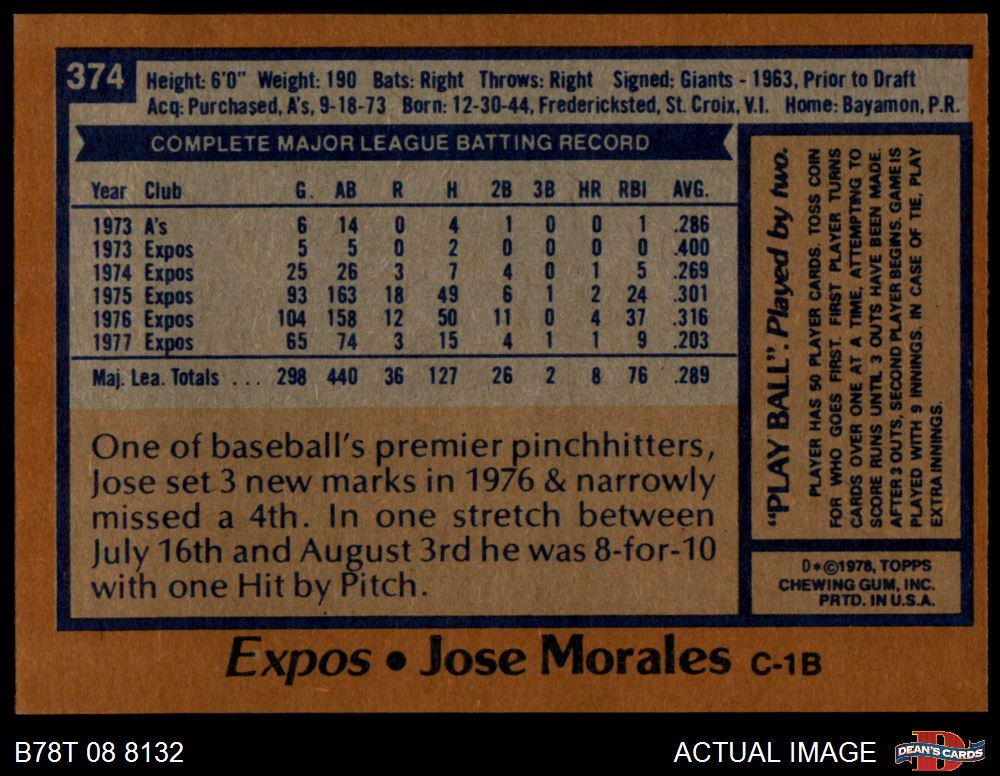 374
Height: 6'0" Weight: 190 Bats: Right Throws: Right Signed: Giants - 1963, Prior to Draft
Acq: Purchased, A's, 9-18-73 Born: 12-30-44, Fredericksted, St. Croix, V.I. Home: Bayamon, P.R.
COMPLETE MAJOR LEAGUE BATTING RECORD
Year Club G. AB R H 2B 3B HR RBI AVG.
1973 A's 6 14 0 4 1 0 0 1 .286
1973 Expos 5 5 0 2 0 0 0 0 .400
1974 Expos 25 26 3 7 4 0 1 5 .269
1975 Expos 93 163 18 49 6 1 2 24 .301
1976 Expos 104 158 12 50 11 0 4 37 .316
1977 Expos 65 74 3 15 4 1 1 9 .203
Maj. Lea. Totals ... 298 440 36 127 26 2 8 76 .289
One of baseball's premier pinchhitters,
Jose set 3 new marks in 1976 & narrowly
missed a 4th. In one stretch between
July 16th and August 3rd he was 8-for-10
with one Hit by Pitch.
"PLAY BALL". Played by two.
PLAYER HAS 50 PLAYER CARDS. TOSS COIN
FOR WHO GOES FIRST. FIRST PLAYER TURNS
CARDS OVER ONE AT A TIME, ATTEMPTING TO
SCORE RUNS UNTIL 3 OUTS HAVE BEEN MADE.
AFTER 3 OUTS, SECOND PLAYER BEGINS. GAME IS
PLAYED WITH 9 INNINGS. IN CASE OF TIE, PLAY
EXTRA INNINGS.
D*©1978, TOPPS
CHEWING GUM, INC.
PRTD. IN U.S.A.
Expos • Jose Morales C-1B
B78T 08 8132
ACTUAL IMAGE
DEAN'S CARDS